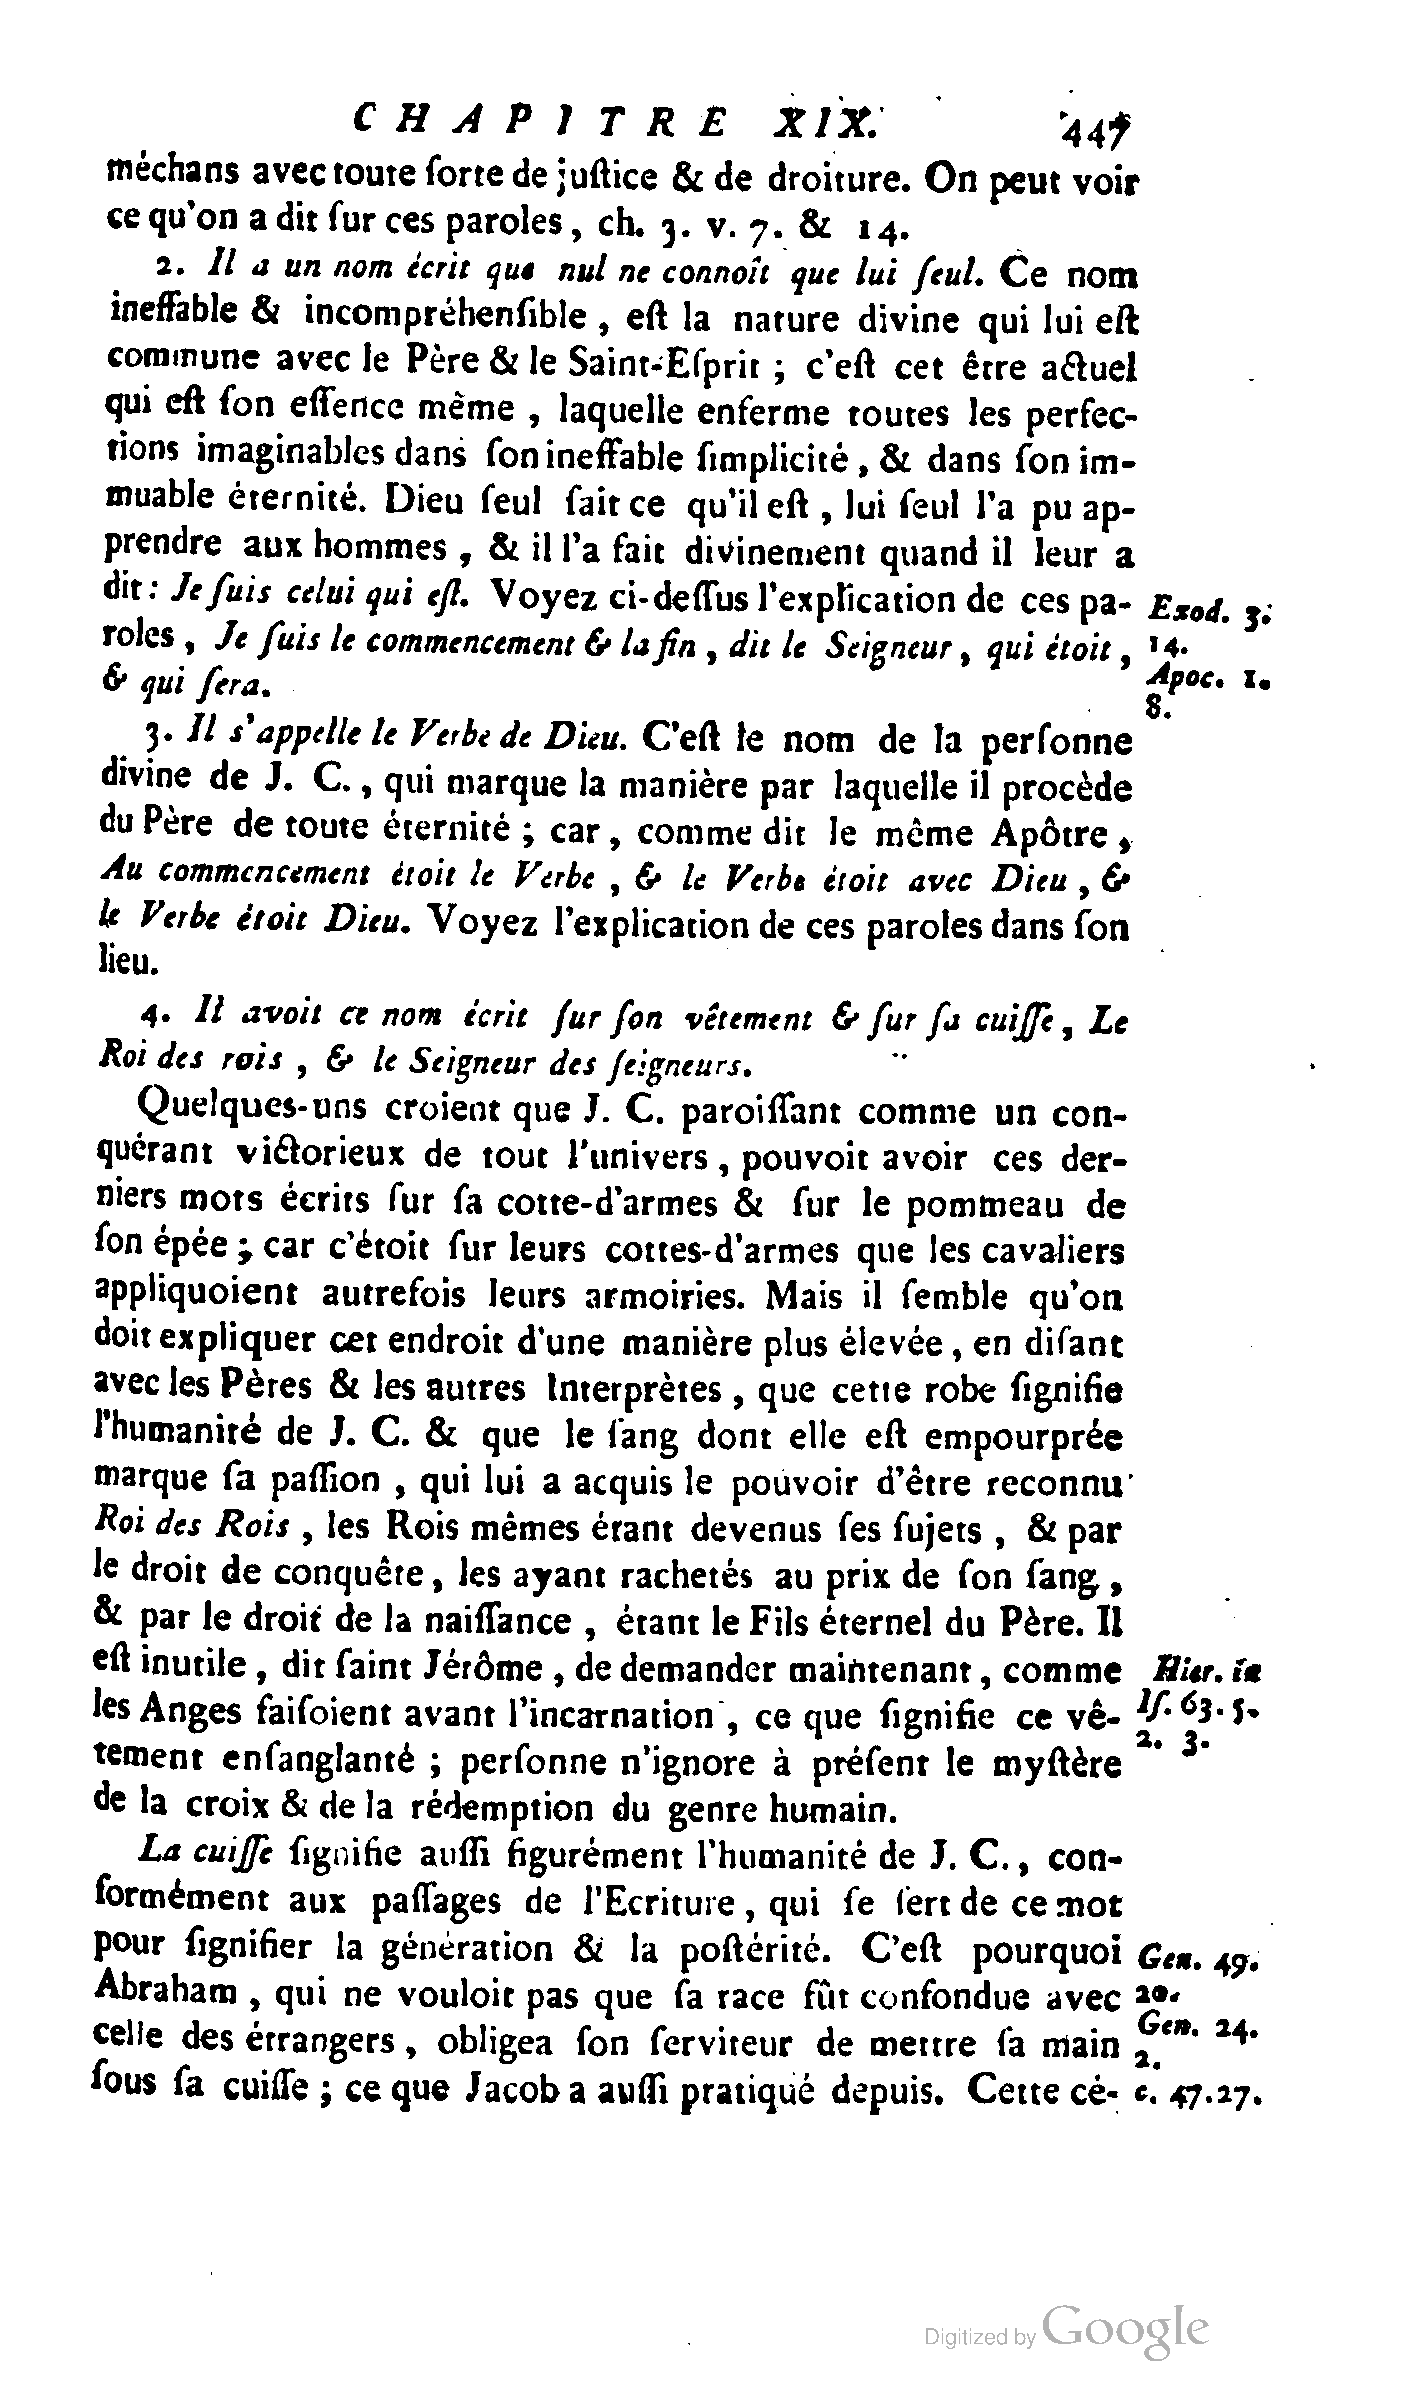 CHAPITRE XIX. 447
méchans avec toute ſorte de juſtice & de droiture. On peut voir
ce qu'on a dit ſur ces paroles, ch. 3. v. 7. & 14.
2. Il a un nom écrit que nul ne connoît que lui ſeul. Ce nom
ineffable & incompréhenſible, eſt la nature divine qui lui eſt
commune avec le Père & le Saint-Eſprit ; c'eſt cet être actuel
qui eſt ſon eſſence même, laquelle enferme toutes les perfec-
tions imaginables dans ſon ineffable ſimplicité, & dans ſon im-
muable éternité. Dieu ſeul ſait ce qu'il eſt, lui ſeul l'a pu ap-
prendre aux hommes, & il l'a fait divinement quand il leur a
dit : Je ſuis celui qui eſt. Voyez ci-deſſus l'explication de ces pa- Exod. 3.
roles, Je ſuis le commencement & la fin, dit le Seigneur, qui étoit, 14.
& qui ſera. Apoc. 1.
8.
3. Il s'appelle le Verbe de Dieu. C'eſt le nom de la perſonne
divine de J. C., qui marque la manière par laquelle il procède
du Père de toute éternité ; car, comme dit le même Apôtre,
Au commencement étoit le Verbe, & le Verbe étoit avec Dieu, &
le Verbe étoit Dieu. Voyez l'explication de ces paroles dans ſon
lieu.
4. Il avoit ce nom écrit ſur ſon vêtement & ſur ſa cuiſſe, Le
Roi des rois, & le Seigneur des ſeigneurs.
Quelques-uns croient que J. C. paroiſſant comme un con-
quérant victorieux de tout l'univers, pouvoit avoir ces der-
niers mots écrits ſur ſa cotte-d'armes & ſur le pommeau de
ſon épée ; car c'étoit ſur leurs cottes-d'armes que les cavaliers
appliquoient autrefois leurs armoiries. Mais il ſemble qu'on
doit expliquer cet endroit d'une manière plus élevée, en diſant
avec les Pères & les autres Interprètes, que cette robe ſignifie
l'humanité de J. C. & que le ſang dont elle eſt empourprée
marque ſa paſſion, qui lui a acquis le pouvoir d'être reconnu
Roi des Rois, les Rois mêmes étant devenus ſes ſujets, & par
le droit de conquête, les ayant rachetés au prix de ſon ſang,
& par le droit de la naiſſance, étant le Fils éternel du Père. Il
eſt inutile, dit ſaint Jérôme, de demander maintenant, comme Hier. in
les Anges faiſoient avant l'incarnation, ce que ſignifie ce vê- Iſ. 63. 5.
tement enſanglanté ; perſonne n'ignore à préſent le myſtère 2. 3.
de la croix & de la rédemption du genre humain.
La cuiſſe ſignifie auſſi figurément l'humanité de J. C., con-
formément aux paſſages de l'Ecriture, qui ſe ſert de ce mot
pour ſignifier la génération & la poſtérité. C'eſt pourquoi Gen. 49.
Abraham, qui ne vouloit pas que ſa race fût confondue avec 20.
celle des étrangers, obligea ſon ſerviteur de mettre ſa main Gen. 24.
2.
ſous ſa cuiſſe ; ce que Jacob a auſſi pratiqué depuis. Cette cé- c. 47.27.
Digitized by Google